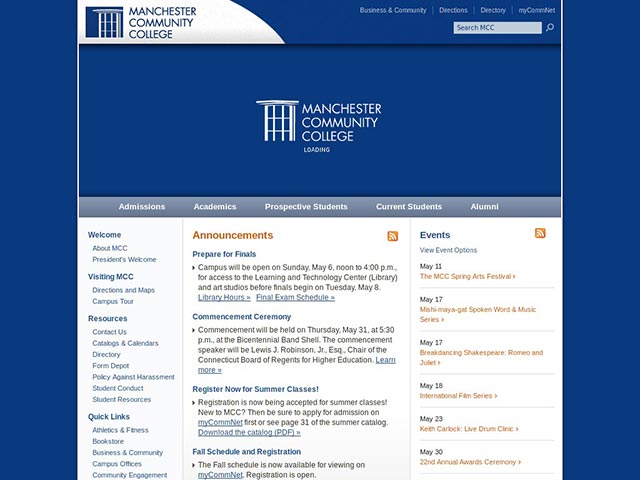 MANCHESTER
COMMUNITY
COLLEGE
Business & Community
Directions
Directory
myCommNet
Search MCC
MANCHESTER
COMMUNITY
COLLEGE
LOADING
Admissions
Academics
Prospective Students
Current Students
Alumni
Welcome
About MCC
President's Welcome
Visiting MCC
Directions and Maps
Campus Tour
Resources
Contact Us
Catalogs & Calendars
Directory
Form Depot
Policy Against Harassment
Student Conduct
Student Resources
Quick Links
Athletics & Fitness
Bookstore
Business & Community
Campus Offices
Community Engagement
Announcements
Prepare for Finals
Campus will be open on Sunday, May 6, noon to 4:00 p.m.,
for access to the Learning and Technology Center (Library)
and art studios before finals begin on Tuesday, May 8.
Library Hours » Final Exam Schedule »
Commencement Ceremony
Commencement will be held on Thursday, May 31, at 5:30
p.m., at the Bicentennial Band Shell. The commencement
speaker will be Lewis J. Robinson, Jr., Esq., Chair of the
Connecticut Board of Regents for Higher Education. Learn
more »
Register Now for Summer Classes!
Registration is now being accepted for summer classes!
New to MCC? Then be sure to apply for admission on
myCommNet first or see page 31 of the summer catalog.
Download the catalog (PDF) »
Fall Schedule and Registration
The Fall schedule is now available for viewing on
myCommNet. Registration is open.
Events
View Event Options
May 11
The MCC Spring Arts Festival
May 17
Mishi-maya-gat Spoken Word & Music
Series
May 17
Breakdancing Shakespeare: Romeo and
Juliet
May 18
International Film Series
May 23
Keith Carlock: Live Drum Clinic
May 30
22nd Annual Awards Ceremony